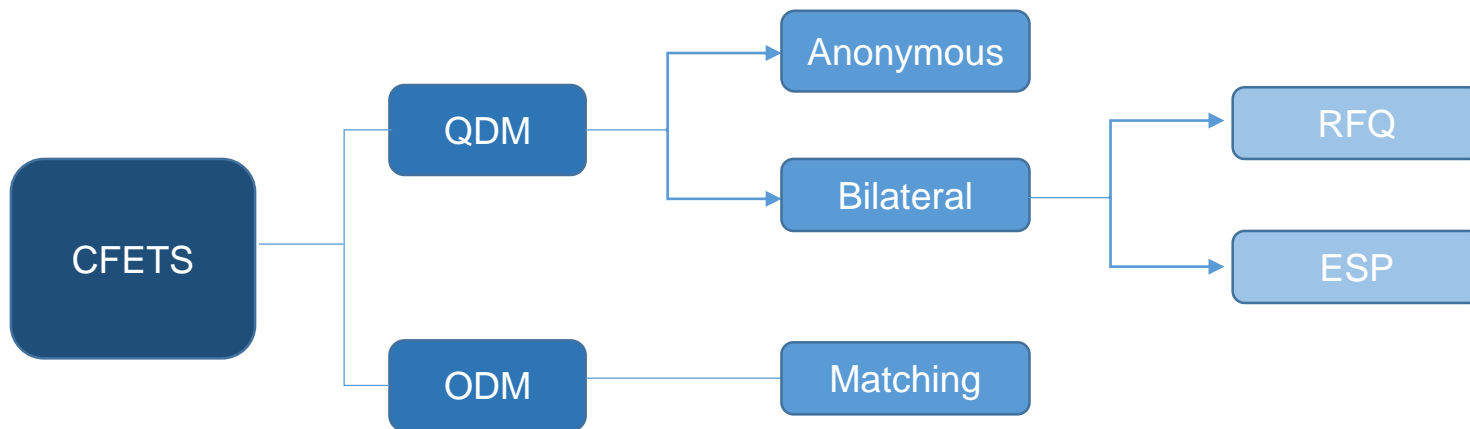 Anonymous
QDM
RFQ
Bilateral
CFETS
ESP
ODM
Matching